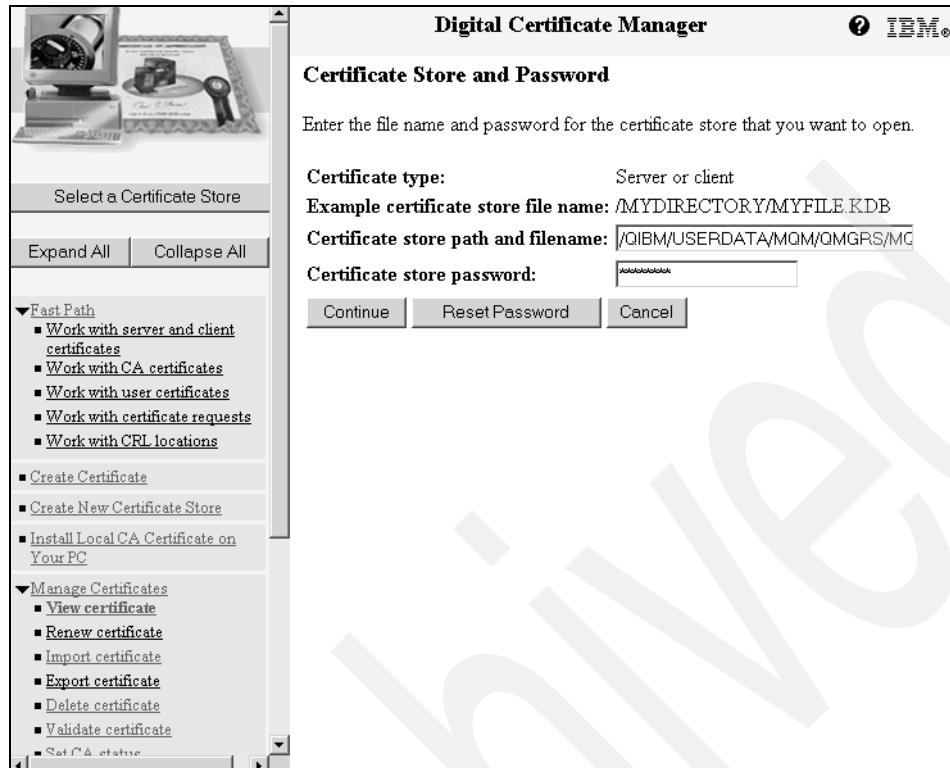 Digital Certificate Manager
IBM
Certificate Store and Password
Enter the file name and password for the certificate store that you want to open.
Certificate type: Server or client
Example certificate store file name: /MYDIRECTORY/MYFILE.KDB
Certificate store path and filename: /QIBM/USERDATA/MQM/QMGRS/MQ
Certificate store password: *********
Continue
Reset Password
Cancel
Select a Certificate Store
Expand All
Collapse All
Fast Path
Work with server and client
certificates
Work with CA certificates
Work with user certificates
Work with certificate requests
Work with CRL locations
Create Certificate
Create New Certificate Store
Install Local CA Certificate on
Your PC
Manage Certificates
View certificate
Renew certificate
Import certificate
Export certificate
Delete certificate
Validate certificate
Set CA status
hived